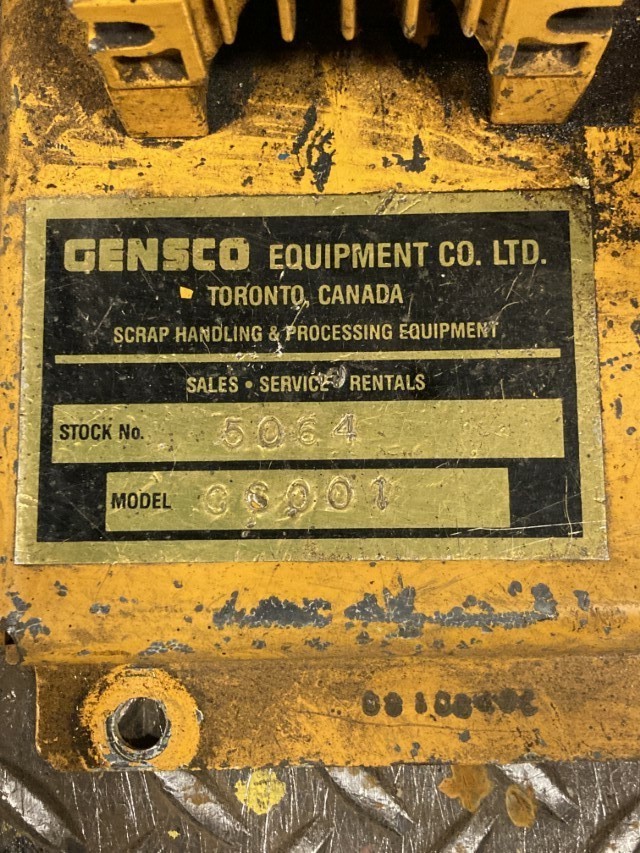 GENSCO EQUIPMENT CO. LTD.
TORONTO, CANADA
SCRAP HANDLING & PROCESSING EQUIPMENT
SALES • SERVICE • RENTALS
STOCK No. 5064
MODEL